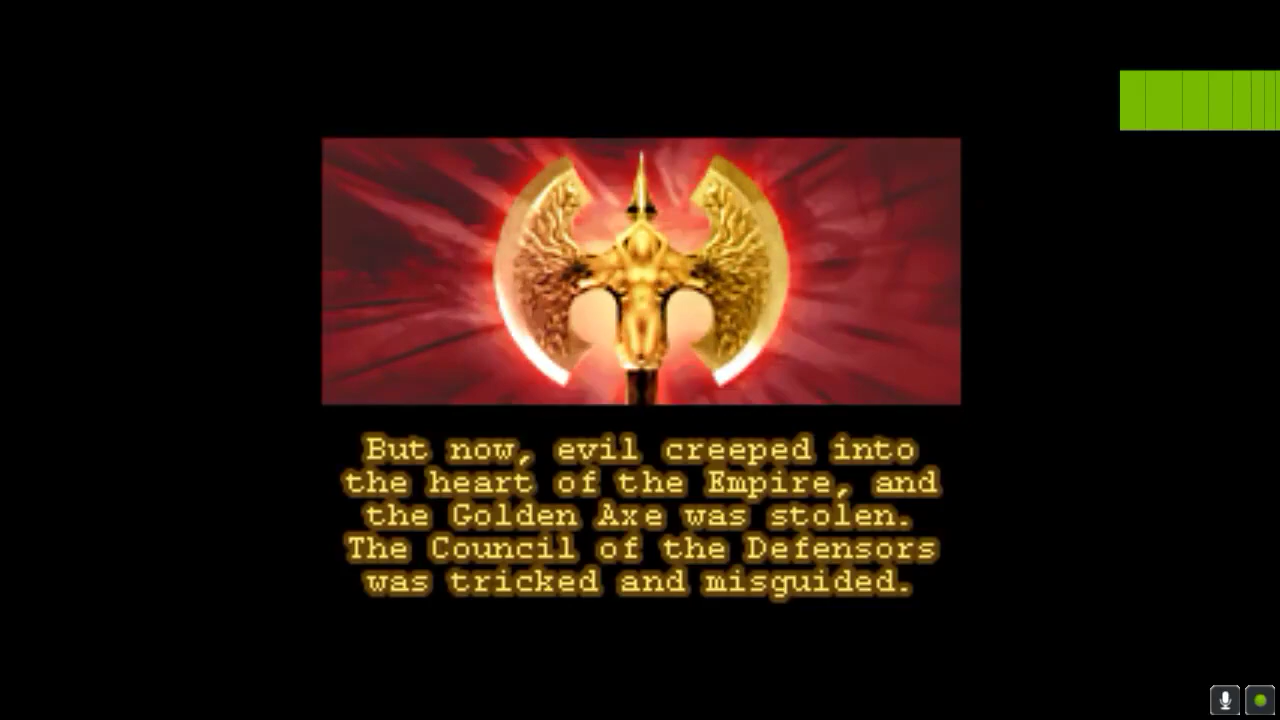 But now, evil creeped into
the heart of the Empire, and
the Golden Axe was stolen.
The Council of the Defensors
was tricked and misguided.